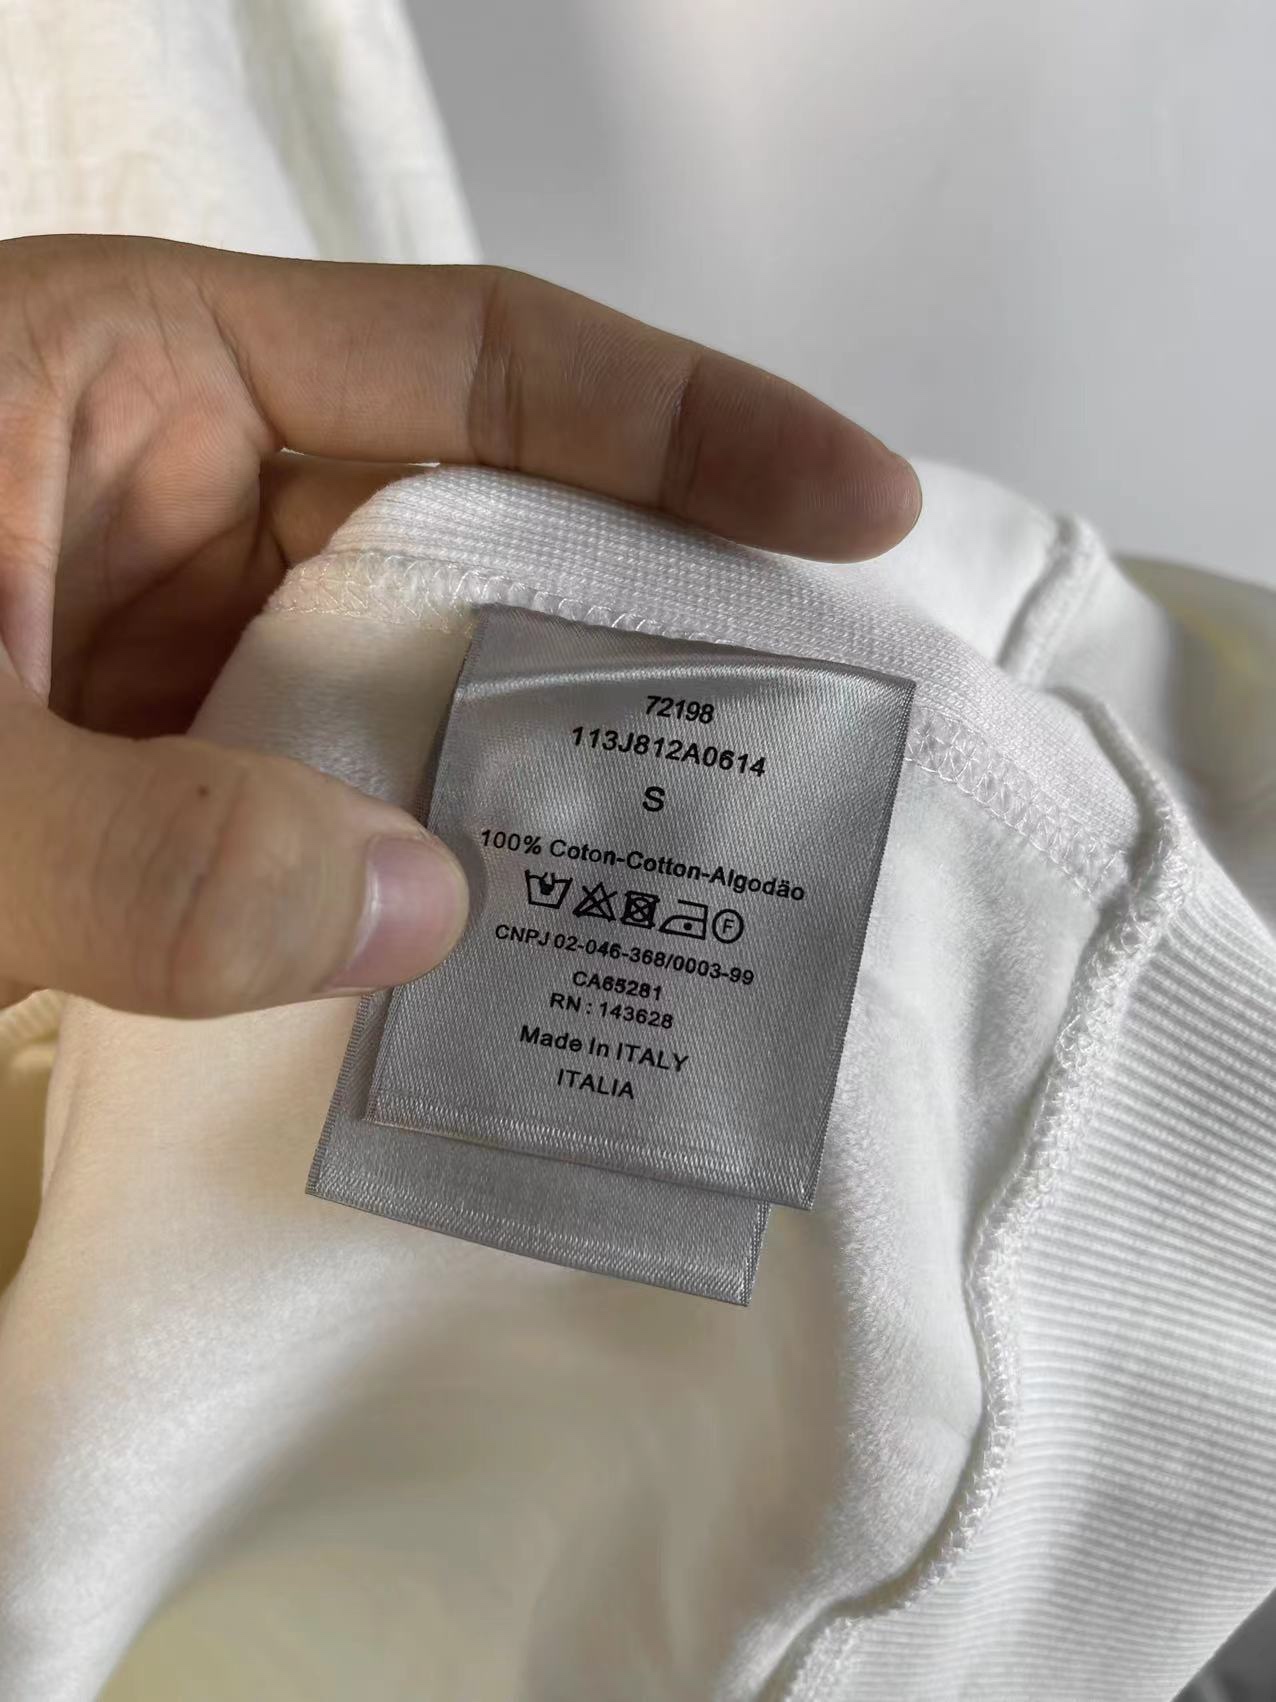 72198
113J812A0614
S
100% Coton-Cotton-Algodão
F
CNPJ 02-046-368/0003-99
CA65281
RN : 143628
Made In ITALY
ITALIA